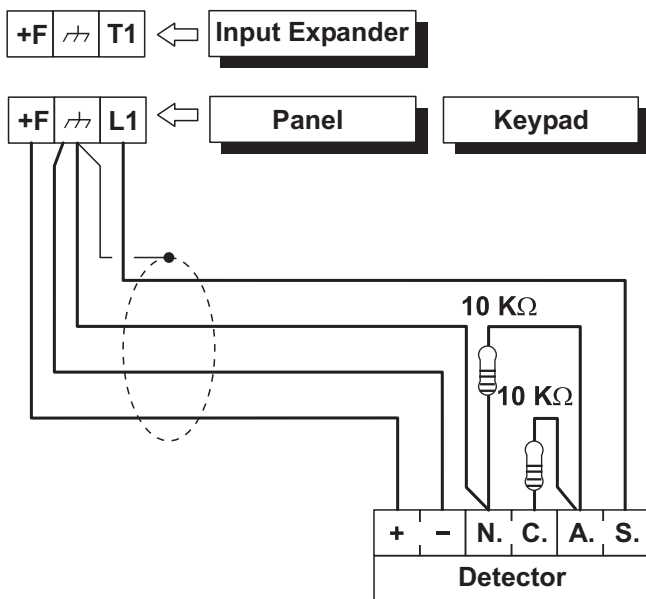 +F T1 Input Expander
+F L1 Panel Keypad
10 KΩ
10 KΩ
+ – N. C. A. S.
Detector